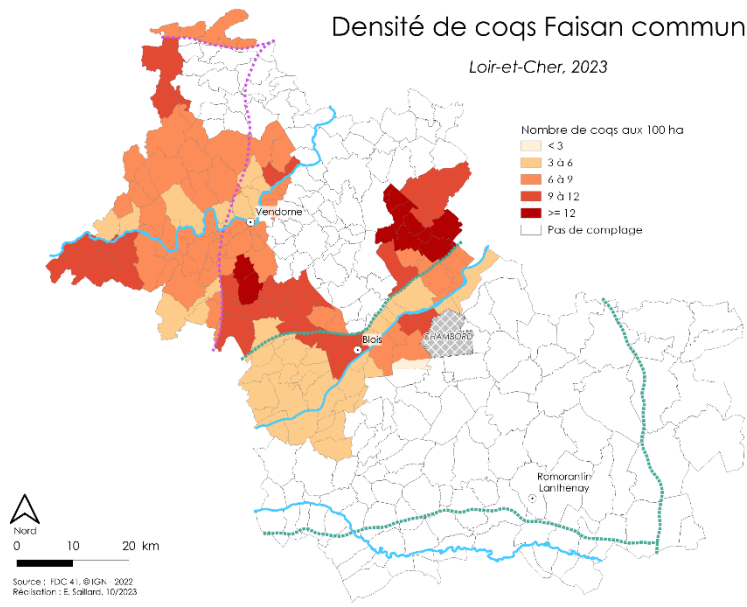 Densité de coqs Faisan commun
Loir-et-Cher, 2023
Nombre de coqs aux 100 ha
< 3
3 à 6
6 à 9
9 à 12
>= 12
Pas de comptage
Vendome
Blois
CHAMBORD
Romorantin
Lanthenay
Nord
0 10 20 km
Source : FDC 41, © IGN - 2022
Réalisation : E. Saillard, 10/2023